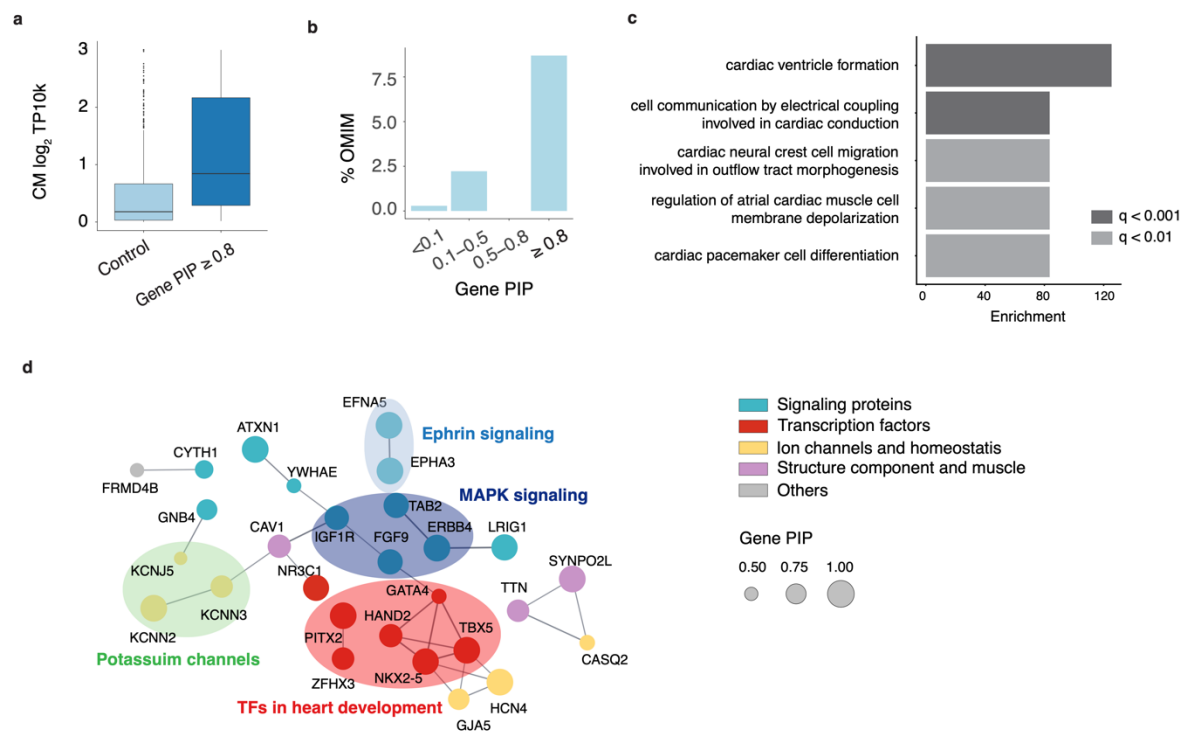 a
CM log2 TP10k
3
2
1
0
Control
Gene PIP ≥ 0.8
b
% OMIM
7.5
5.0
2.5
0.0
<0.1
0.1–0.5
0.5–0.8
≥ 0.8
Gene PIP
c
cardiac ventricle formation
cell communication by electrical coupling
involved in cardiac conduction
cardiac neural crest cell migration
involved in outflow tract morphogenesis
regulation of atrial cardiac muscle cell
membrane depolarization
cardiac pacemaker cell differentiation
q < 0.001
q < 0.01
0 40 80 120
Enrichment
d
EFNA5
Ephrin signaling
EPHA3
ATXN1
CYTH1
FRMD4B
YWHAE
MAPK signaling
TAB2
GNB4
CAV1
IGF1R
FGF9
ERBB4
LRIG1
KCNJ5
NR3C1
KCNN3
KCNN2
Potassuim channels
GATA4
HAND2
TBX5
PITX2
NKX2-5
ZFHX3
TFs in heart development
HCN4
GJA5
SYNPO2L
TTN
CASQ2
Signaling proteins
Transcription factors
Ion channels and homeostatis
Structure component and muscle
Others
Gene PIP
0.50 0.75 1.00